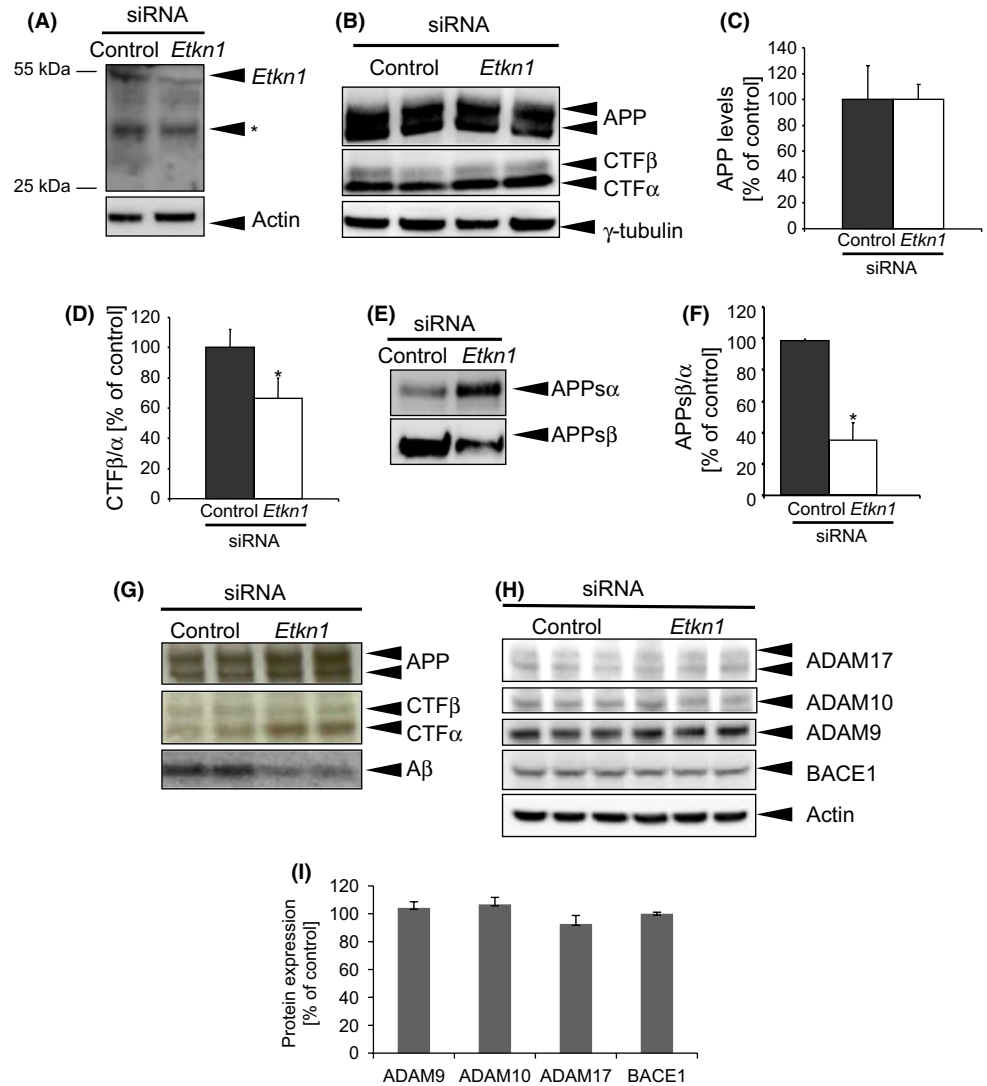 (A)
siRNA
Control Etkn1
55 kDa
Etkn1
*
25 kDa
Actin
(B)
siRNA
Control Etkn1
APP
CTFβ
CTFα
γ-tubulin
(C)
APP levels
[% of control]
140
120
100
80
60
40
20
0
Control Etkn1
siRNA
(D)
CTFβ/α [% of control]
120
100
80
60
40
20
0
*
Control Etkn1
siRNA
(E)
siRNA
Control Etkn1
APPsα
APPsβ
(F)
APPsβ/α
[% of control]
120
100
80
60
40
20
0
*
Control Etkn1
siRNA
(G)
siRNA
Control Etkn1
APP
CTFβ
CTFα
Aβ
(H)
siRNA
Control Etkn1
ADAM17
ADAM10
ADAM9
BACE1
Actin
(I)
Protein expression
[% of control]
120
100
80
60
40
20
0
ADAM9 ADAM10 ADAM17 BACE1